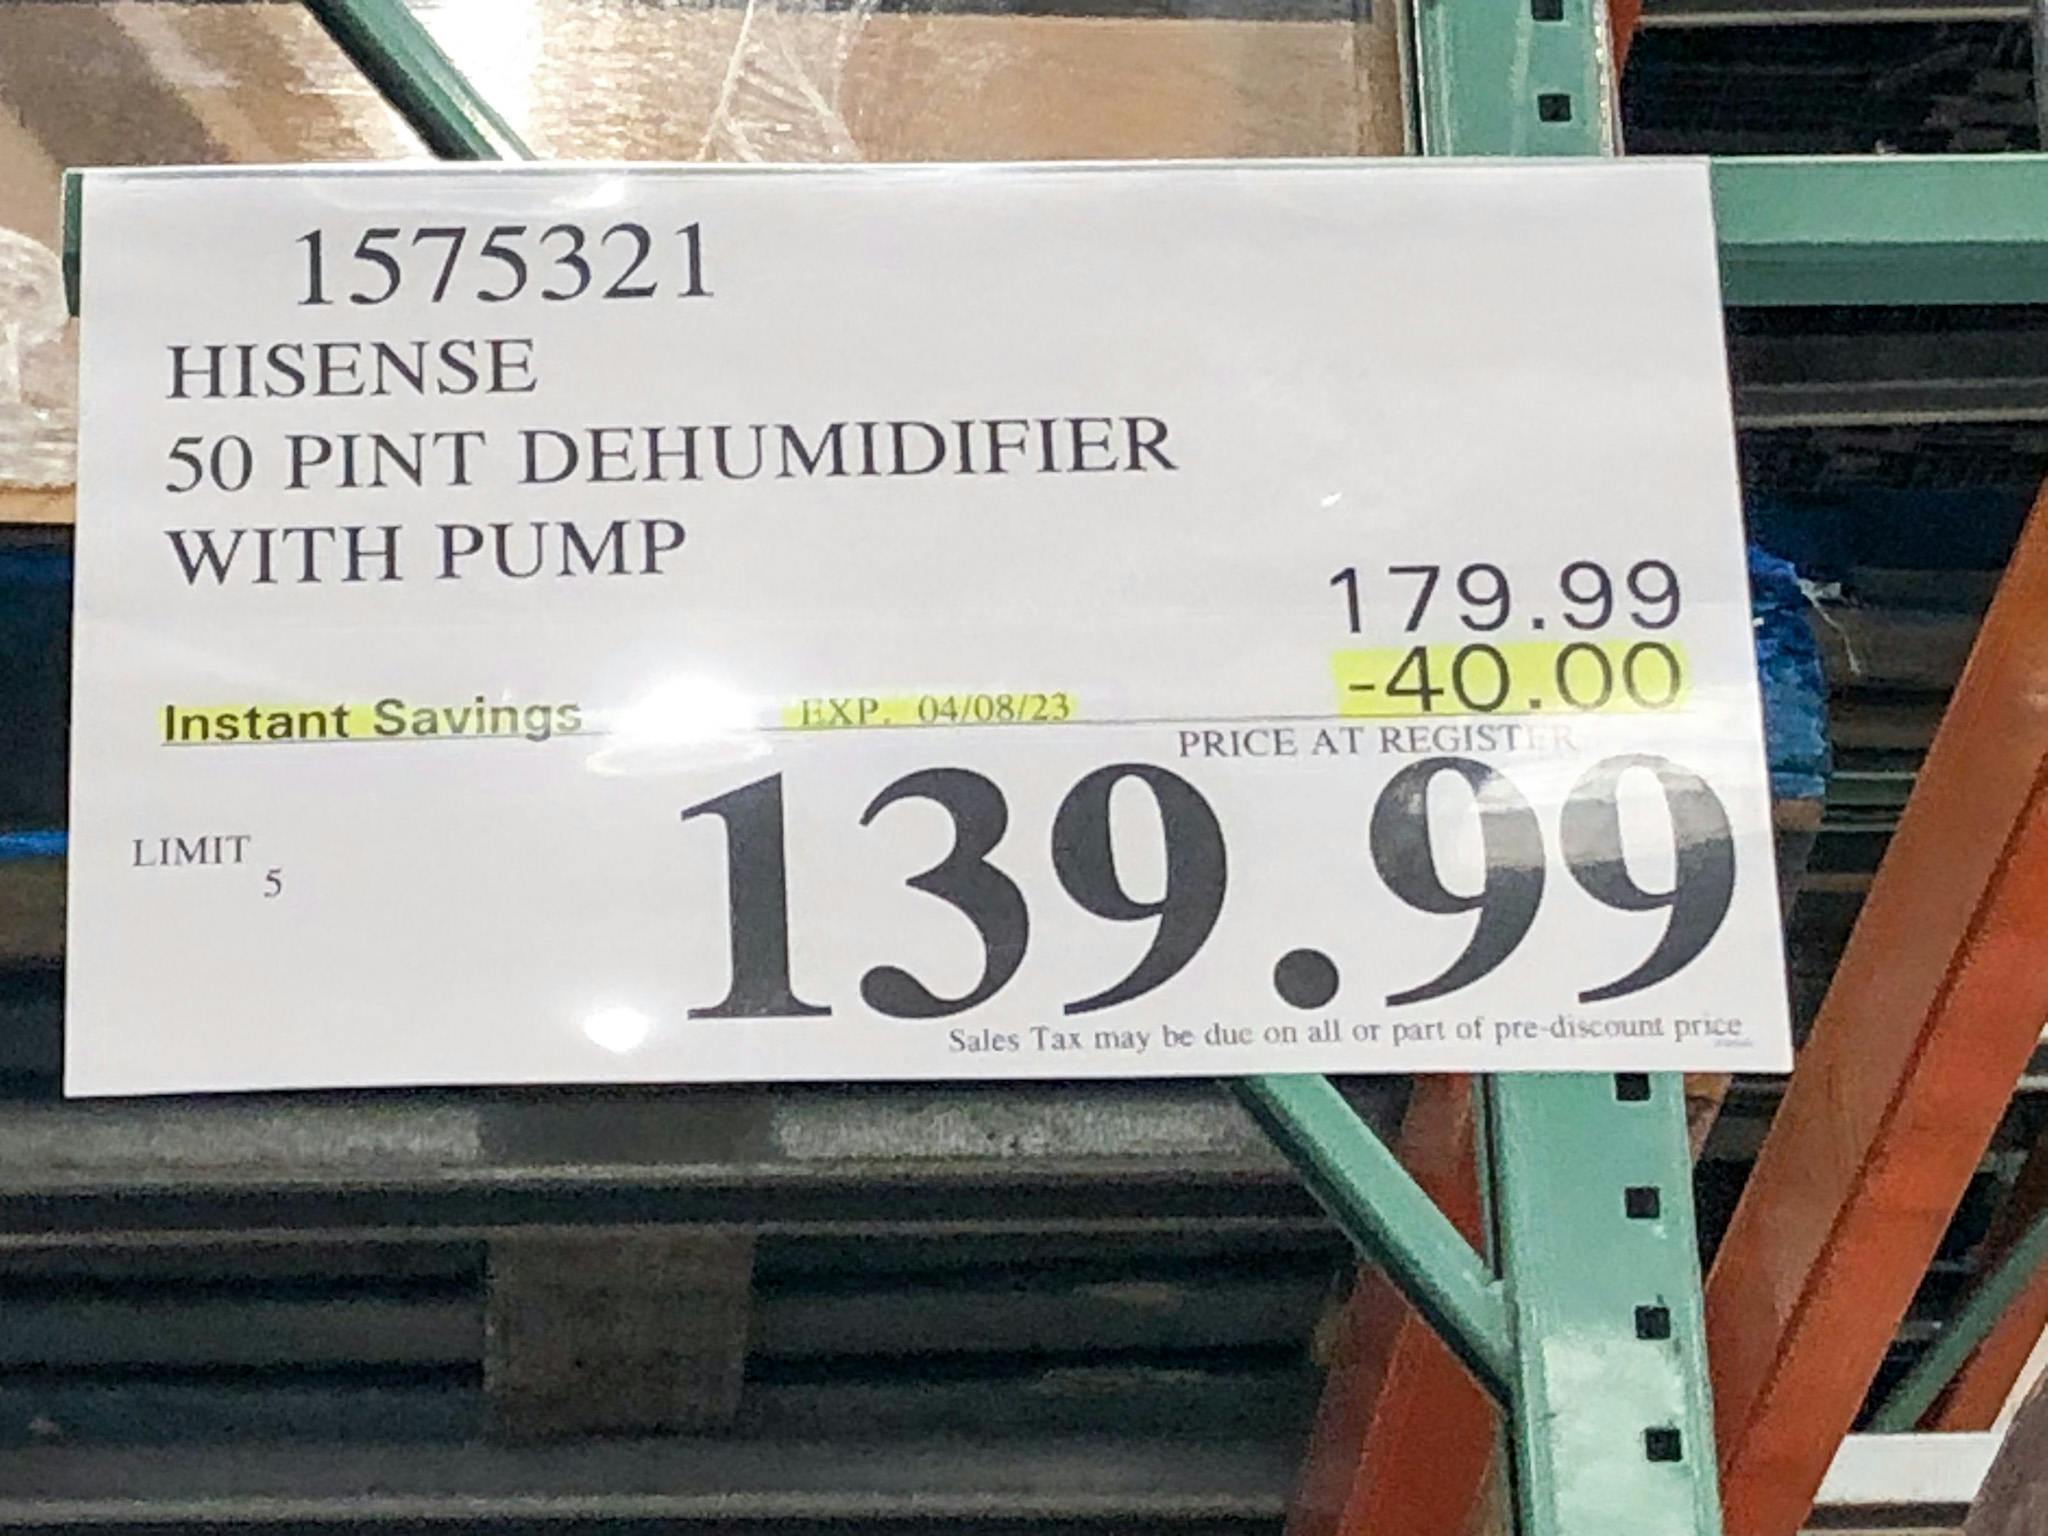 1575321
HISENSE
50 PINT DEHUMIDIFIER
WITH PUMP
179.99
Instant Savings EXP. 04/08/23 -40.00
PRICE AT REGISTER
139.99
LIMIT 5
Sales Tax may be due on all or part of pre-discount price